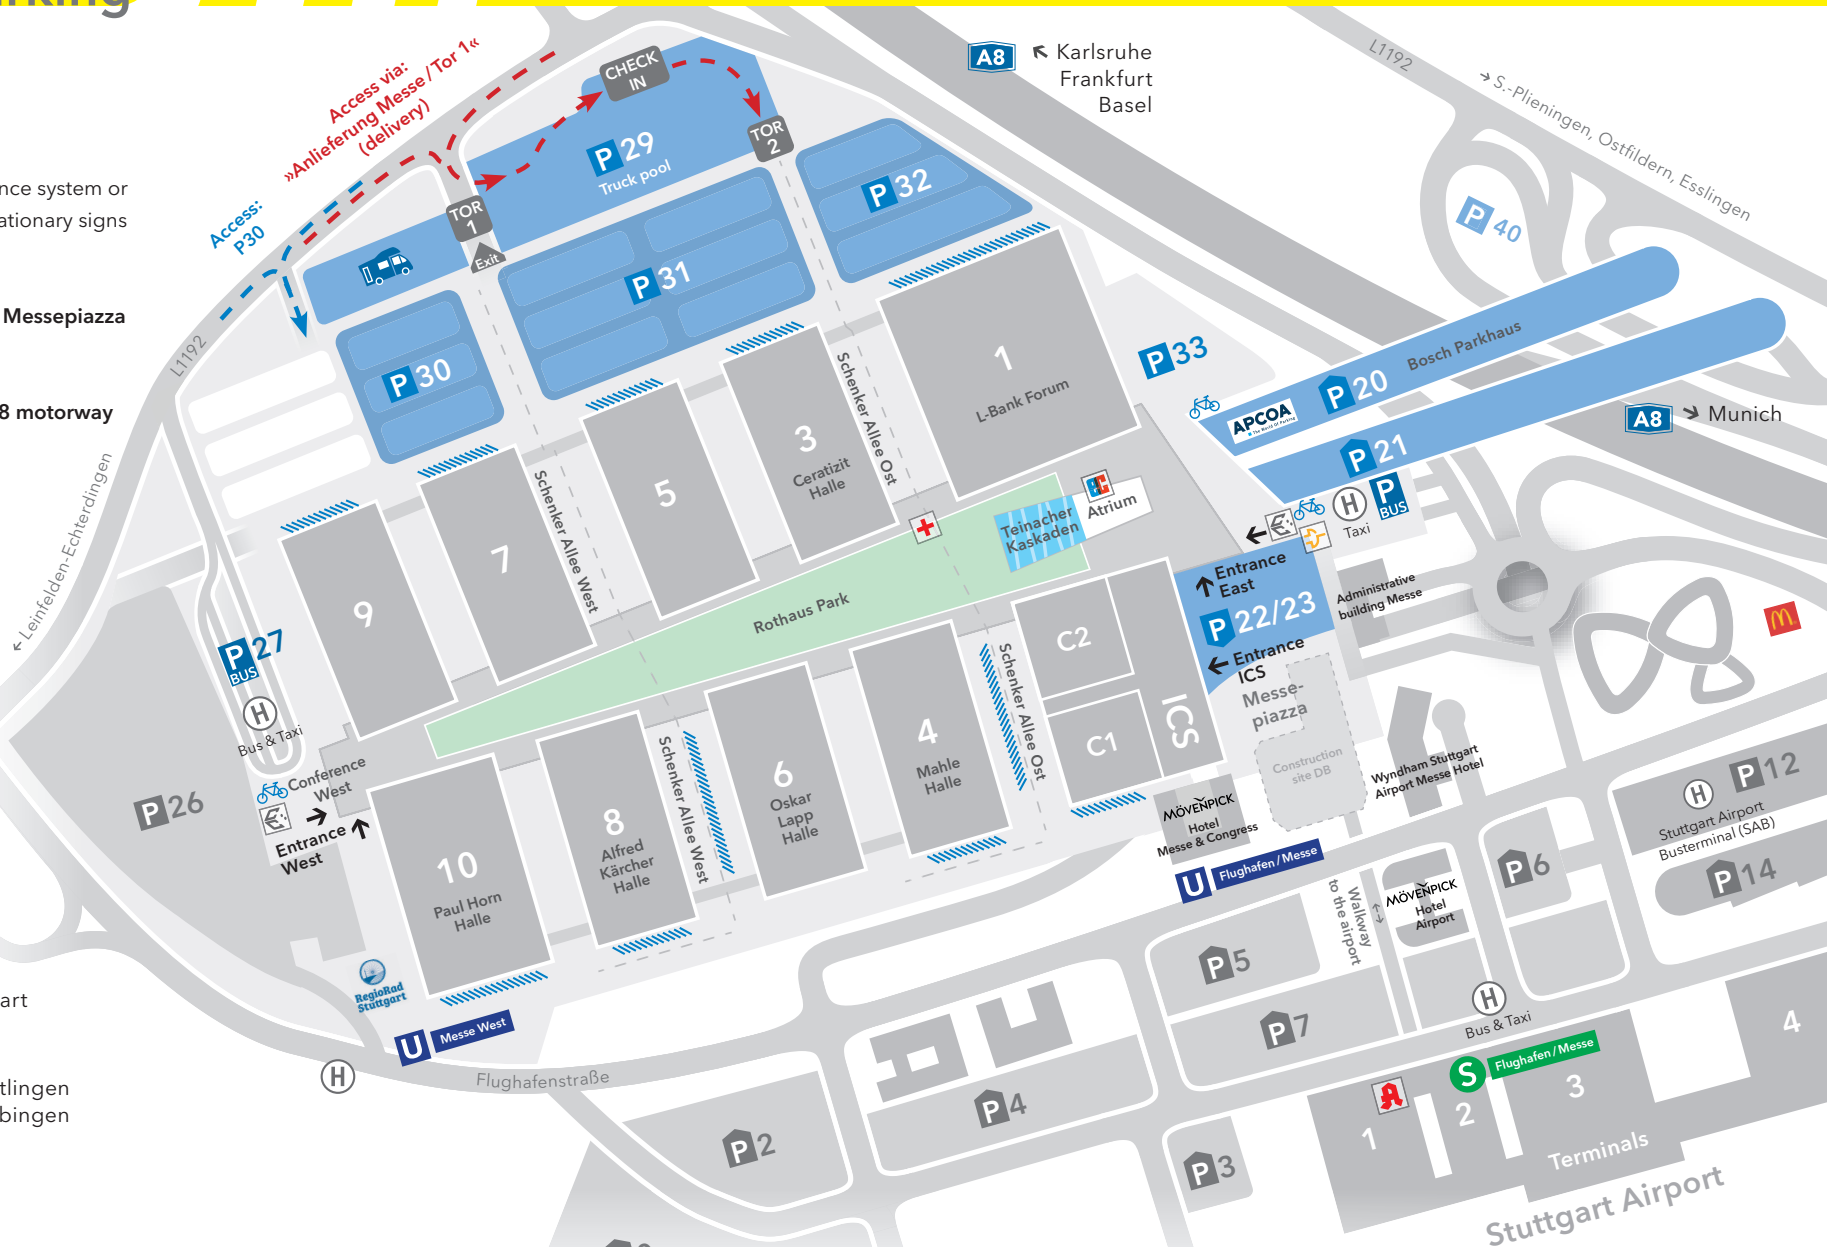 A8
Karlsruhe
Frankfurt
Basel
L1192
S.-Plieningen, Ostfildern, Esslingen
Access via:
»Anlieferung Messe / Tor 1«
(delivery)
CHECK
IN
TOR
2
P 29
Truck pool
P 32
P 40
nce system or
ationary signs
Access:
P30
TOR
1
Exit
P 31
Messepiazza
L1192
P 30
P 33
Bosch Parkhaus
P 20
APCOA
P 21
A8
Munich
8 motorway
1
L-Bank Forum
3
Ceratizit
Halle
Schenker Allee Ost
5
7
Schenker Allee West
9
Leinfelden-Echterdingen
Teinacher
Kaskaden
Atrium
H
Taxi
P
BUS
Rothaus Park
Entrance
East
P 22/23
Entrance
ICS
Administrative
building Messe
Messe-
piazza
Construction
site DB
P 27
BUS
H
Bus & Taxi
P 26
Conference
West
Entrance
West
C2
C1
ICS
Schenker Allee Ost
4
Mahle
Halle
6
Oskar
Lapp
Halle
Schenker Allee West
8
Alfred
Kärcher
Halle
10
Paul Horn
Halle
MÖVENPICK
Hotel
Messe & Congress
Wyndham Stuttgart
Airport Messe Hotel
U Flughafen / Messe
H
P 12
Stuttgart Airport
Busterminal (SAB)
P 14
P 6
MÖVENPICK
Hotel
Airport
Walkway
to the airport
P 5
P 7
H
Bus & Taxi
RegioRad
Stuttgart
U Messe West
H
Flughafenstraße
art
tlingen
bingen
P 2
P 4
P 3
S Flughafen / Messe
1
2
3
4
Terminals
Stuttgart Airport